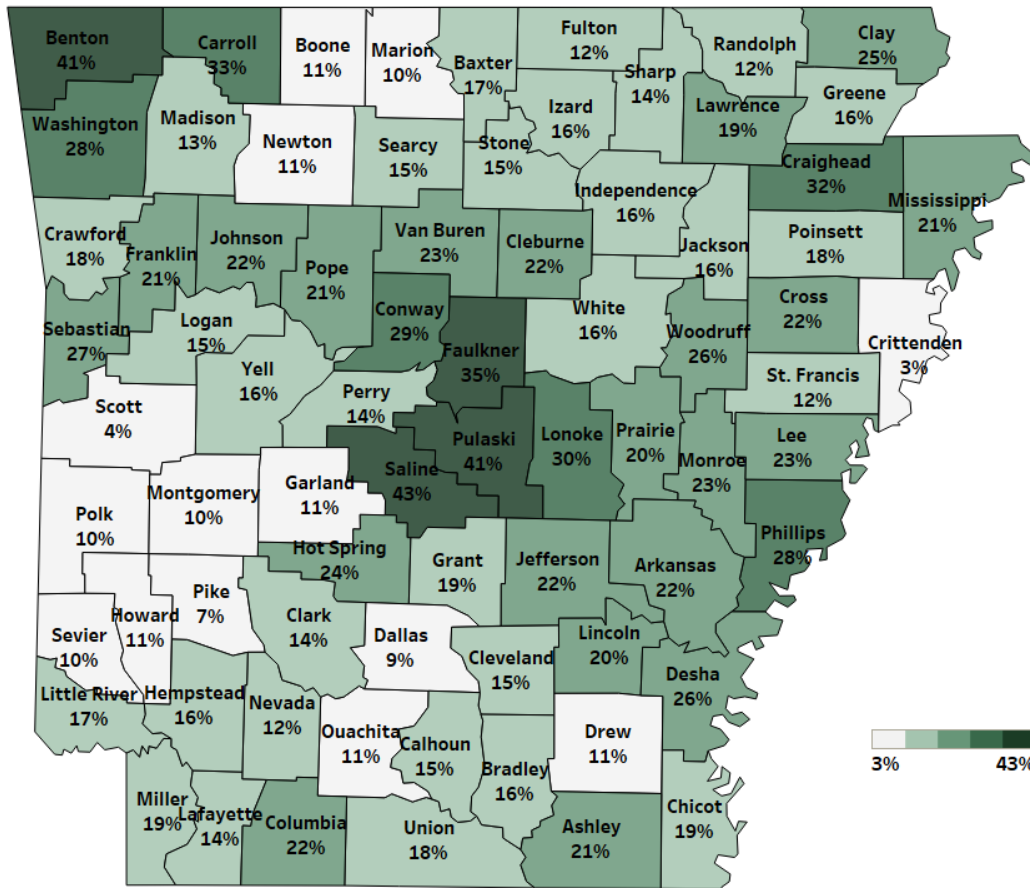 Benton
41%
Carroll
33%
Boone
11%
Marion
10%
Baxter
17%
Fulton
12%
Sharp
14%
Randolph
12%
Clay
25%
Washington
28%
Madison
13%
Newton
11%
Searcy
15%
Stone
15%
Izard
16%
Lawrence
19%
Greene
16%
Independence
16%
Craighead
32%
Mississippi
21%
Crawford
18%
Franklin
21%
Johnson
22%
Pope
21%
Van Buren
23%
Cleburne
22%
Jackson
16%
Poinsett
18%
Sebastian
27%
Logan
15%
Conway
29%
Faulkner
35%
White
16%
Woodruff
26%
Cross
22%
Crittenden
3%
Yell
16%
Perry
14%
St. Francis
12%
Scott
4%
Saline
43%
Pulaski
41%
Lonoke
30%
Prairie
20%
Monroe
23%
Lee
23%
Polk
10%
Montgomery
10%
Garland
11%
Phillips
28%
Hot Spring
24%
Grant
19%
Jefferson
22%
Arkansas
22%
Sevier
10%
Howard
11%
Pike
7%
Clark
14%
Dallas
9%
Cleveland
15%
Lincoln
20%
Desha
26%
Little River
17%
Hempstead
16%
Nevada
12%
Ouachita
11%
Calhoun
15%
Bradley
16%
Drew
11%
3%
43%
Miller
19%
Lafayette
14%
Columbia
22%
Union
18%
Ashley
21%
Chicot
19%